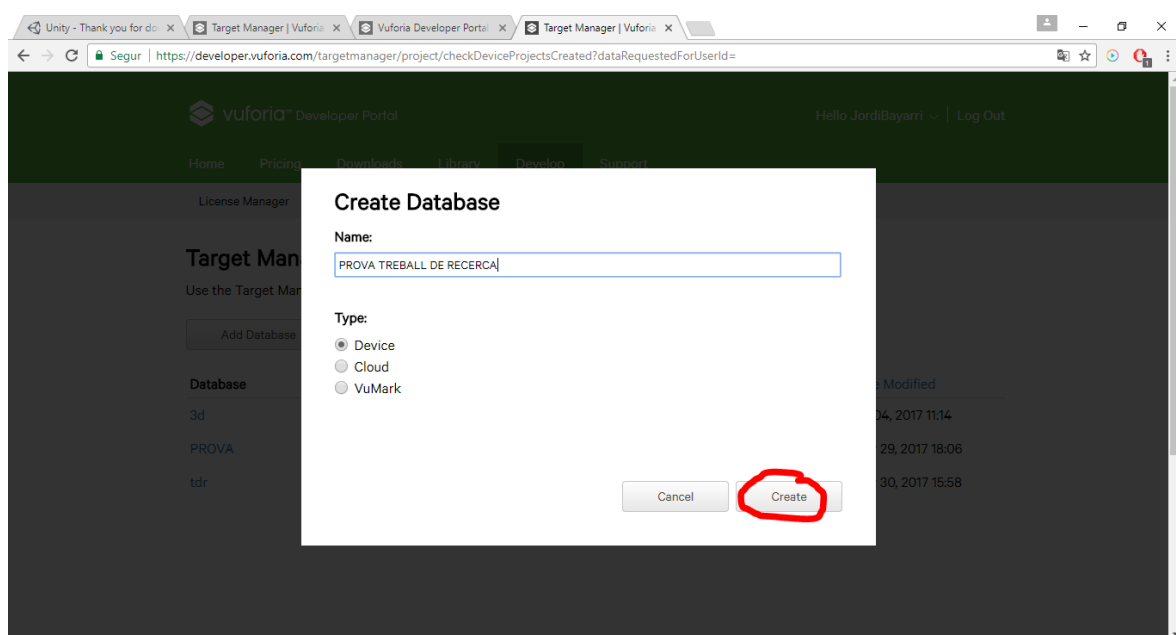 Unity - Thank you for do
Target Manager | Vuforia
Vuforia Developer Portal
Target Manager | Vuforia
Segur | https://developer.vuforia.com/targetmanager/project/checkDeviceProjectsCreated?dataRequestedForUserId=
vuforia™ Developer Portal
Hello JordiBayarri | Log Out
Home Pricing Downloads Library Develop Support
License Manager
Create Database
Name:
PROVA TREBALL DE RECERCA
Target Man
Use the Target Man
Type:
Add Database
Device
Cloud
VuMark
Database
Modified
3d
04, 2017 11:14
PROVA
29, 2017 18:06
tdr
30, 2017 15:58
Cancel
Create